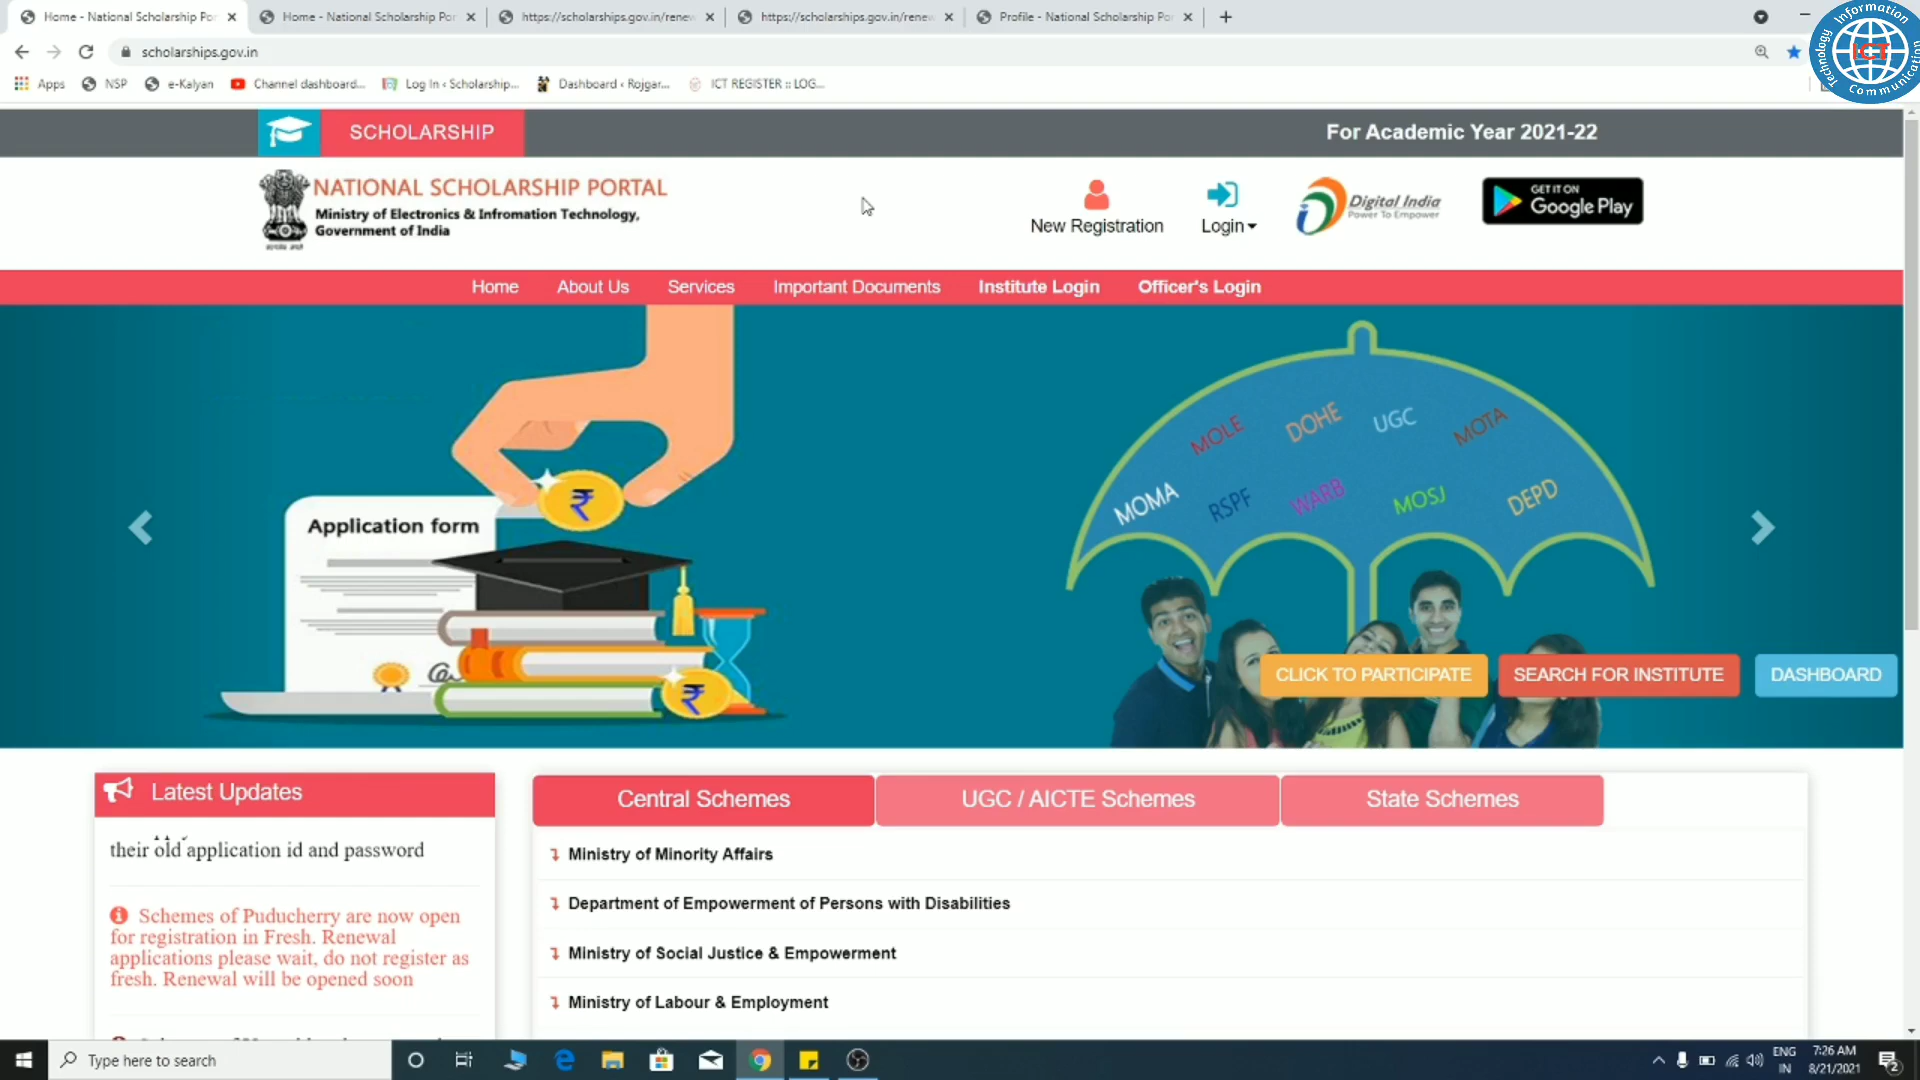 Home - National Scholarship Por
Home - National Scholarship Por
https://scholarships.gov.in/renew
https://scholarships.gov.in/renew
Profile - National Scholarship Por
scholarships.gov.in
Apps
NSP
e-Kalyan
Channel dashboard...
Log In ‹ Scholarship...
Dashboard ‹ Rojgar...
ICT REGISTER :: LOG...
Information
Technology
Communication
ICT
SCHOLARSHIP
For Academic Year 2021-22
NATIONAL SCHOLARSHIP PORTAL
Ministry of Electronics & Infromation Technology,
Government of India
New Registration
Login
Digital India
Power To Empower
GET IT ON
Google Play
Home
About Us
Services
Important Documents
Institute Login
Officer's Login
Application form
₹
₹
MOLE
DOHE
UGC
MOTA
MOMA
RSPF
WARB
MOSJ
DEPD
CLICK TO PARTICIPATE
SEARCH FOR INSTITUTE
DASHBOARD
Latest Updates
their old application id and password
Schemes of Puducherry are now open
for registration in Fresh. Renewal
applications please wait, do not register as
fresh. Renewal will be opened soon
Central Schemes
UGC / AICTE Schemes
State Schemes
Ministry of Minority Affairs
Department of Empowerment of Persons with Disabilities
Ministry of Social Justice & Empowerment
Ministry of Labour & Employment
Type here to search
ENG
IN
7:26 AM
8/21/2021
2